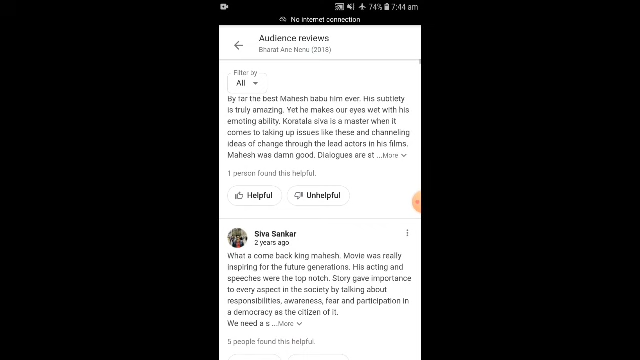 74% 7:44 am
No internet connection
Audience reviews
Bharat Ane Nenu (2018)
Filter by
All
By far the best Mahesh babu film ever. His subtlety
is truly amazing. Yet he makes our eyes wet with his
emoting ability. Koratala siva is a master when it
comes to taking up issues like these and channeling
ideas of change through the lead actors in his films.
Mahesh was damn good. Dialogues are st ...More
1 person found this helpful.
Helpful Unhelpful
Siva Sankar
2 years ago
What a come back king mahesh. Movie was really
inspiring for the future generations. His acting and
speeches were the top notch. Story gave importance
to every aspect in the society by talking about
responsibilities, awareness, fear and participation in
a democracy as the citizen of it.
We need a s ...More
5 people found this helpful.